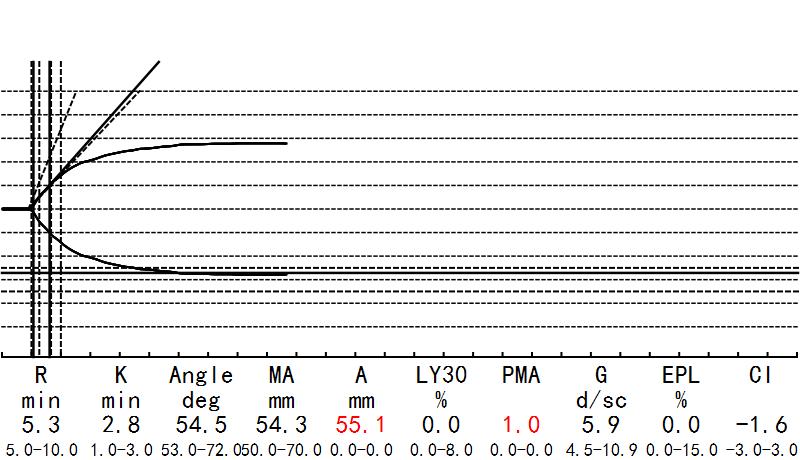 R K Angle MA A LY30 PMA G EPL CI
min min deg mm mm % d/sc %
5.3 2.8 54.5 54.3 55.1 0.0 1.0 5.9 0.0 -1.6
5.0-10.0 1.0-3.0 53.0-72.0 50.0-70.0 0.0-0.0 0.0-8.0 0.0-0.0 4.5-10.9 0.0-15.0 -3.0-3.0